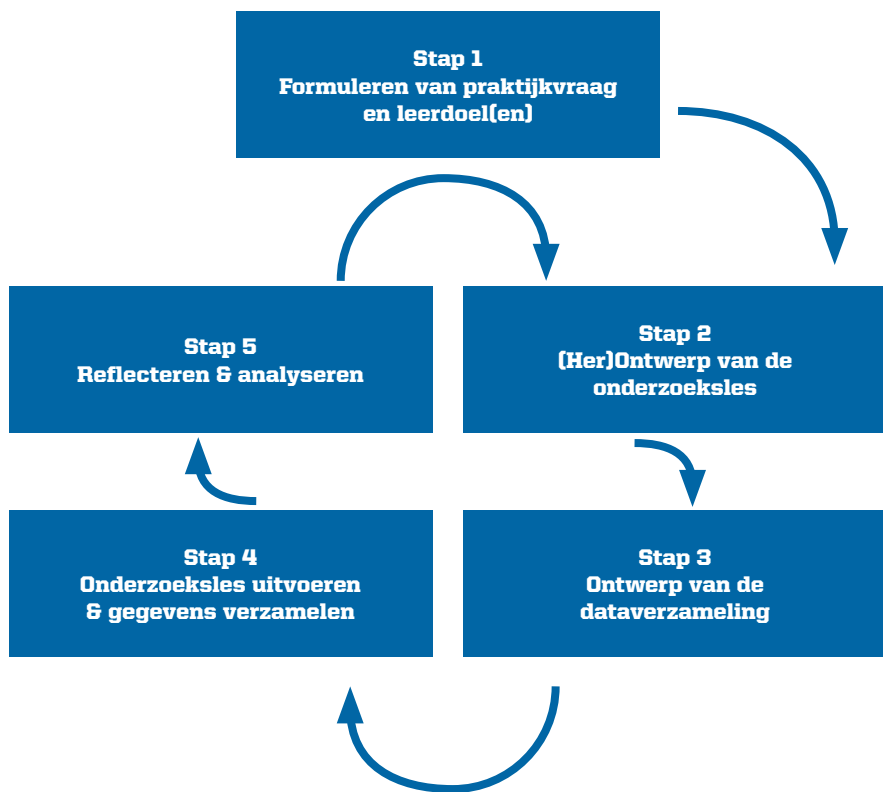 Stap 1
Formuleren van praktijkvraag
en leerdoel(en)
Stap 2
(Her)Ontwerp van de
onderzoeksles
Stap 3
Ontwerp van de
dataverzameling
Stap 4
Onderzoeksles uitvoeren
& gegevens verzamelen
Stap 5
Reflecteren & analyseren